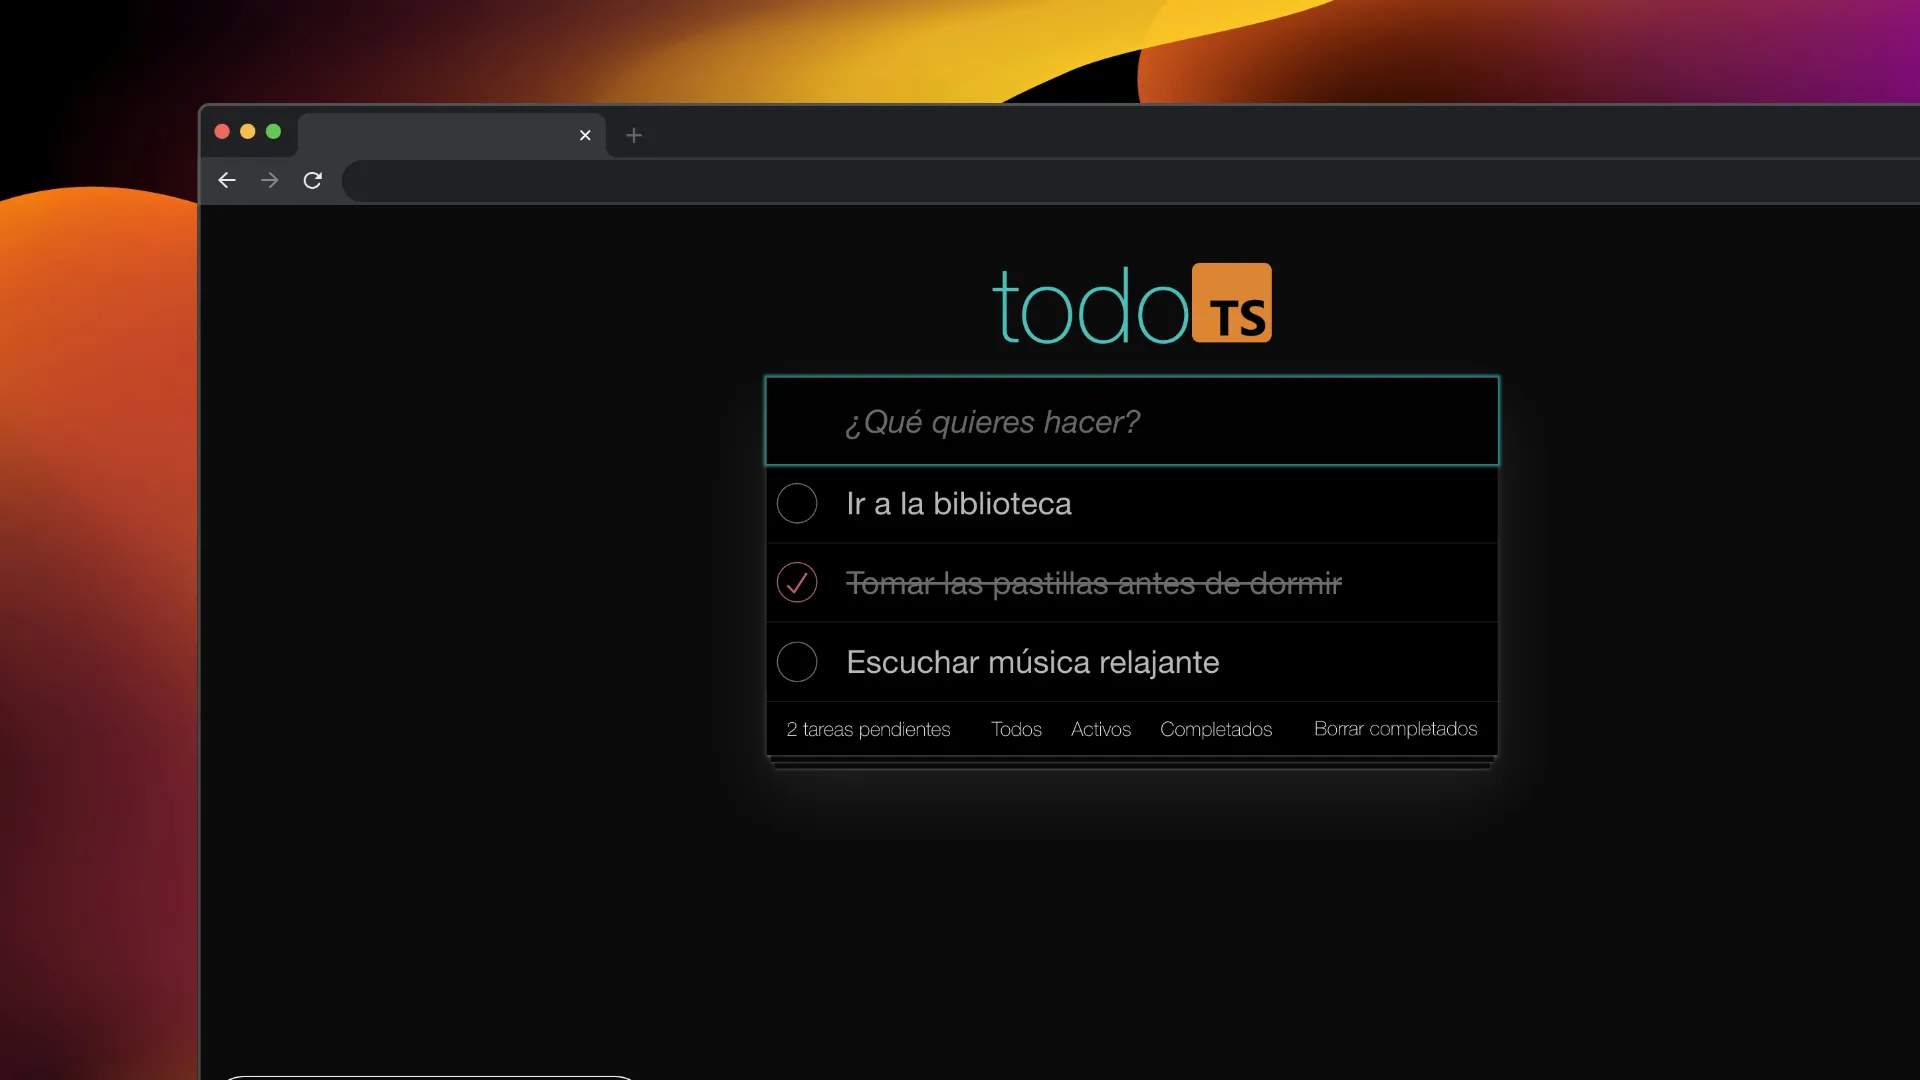 todo TS
¿Qué quieres hacer?
Ir a la biblioteca
Tomar las pastillas antes de dormir
Escuchar música relajante
2 tareas pendientes Todos Activos Completados Borrar completados